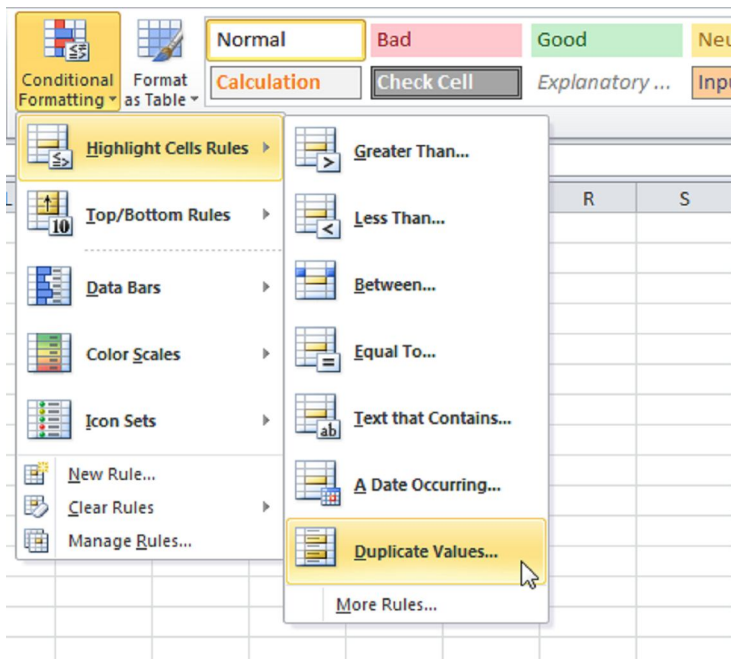 Normal Bad Good
Calculation Check Cell Explanatory ...
Conditional Formatting
Format as Table
Highlight Cells Rules
Top/Bottom Rules
Data Bars
Color Scales
Icon Sets
New Rule...
Clear Rules
Manage Rules...
Greater Than...
Less Than...
Between...
Equal To...
Text that Contains...
A Date Occurring...
Duplicate Values...
More Rules...
R S